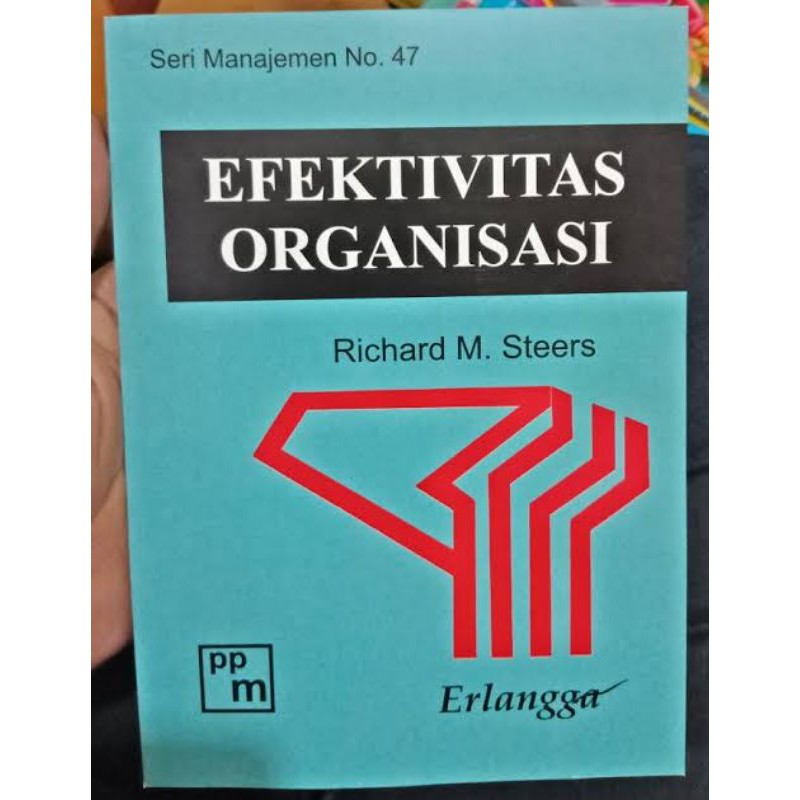 Seri Manajemen No. 47
EFEKTIVITAS
ORGANISASI
Richard M. Steers
pp
m
Erlangga